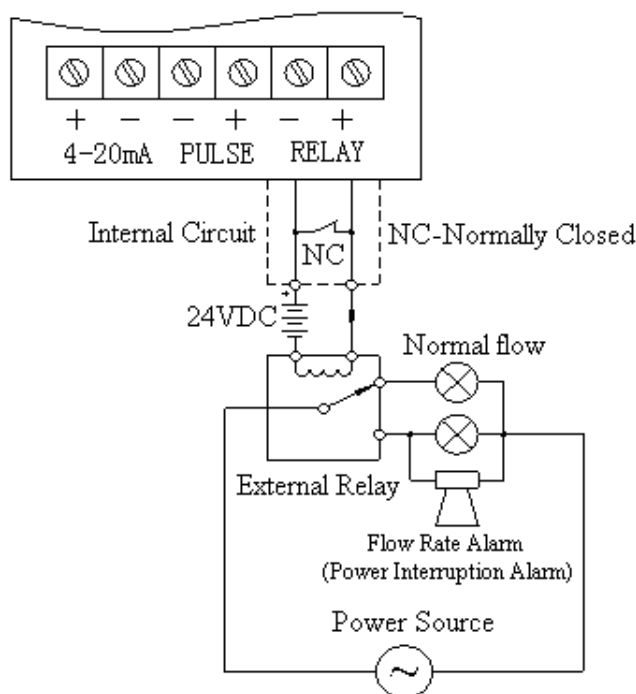 + − − + − +
4-20mA PULSE RELAY
Internal Circuit
NC-Normally Closed
NC
+
24VDC
Normal flow
External Relay
Flow Rate Alarm
(Power Interruption Alarm)
Power Source
~